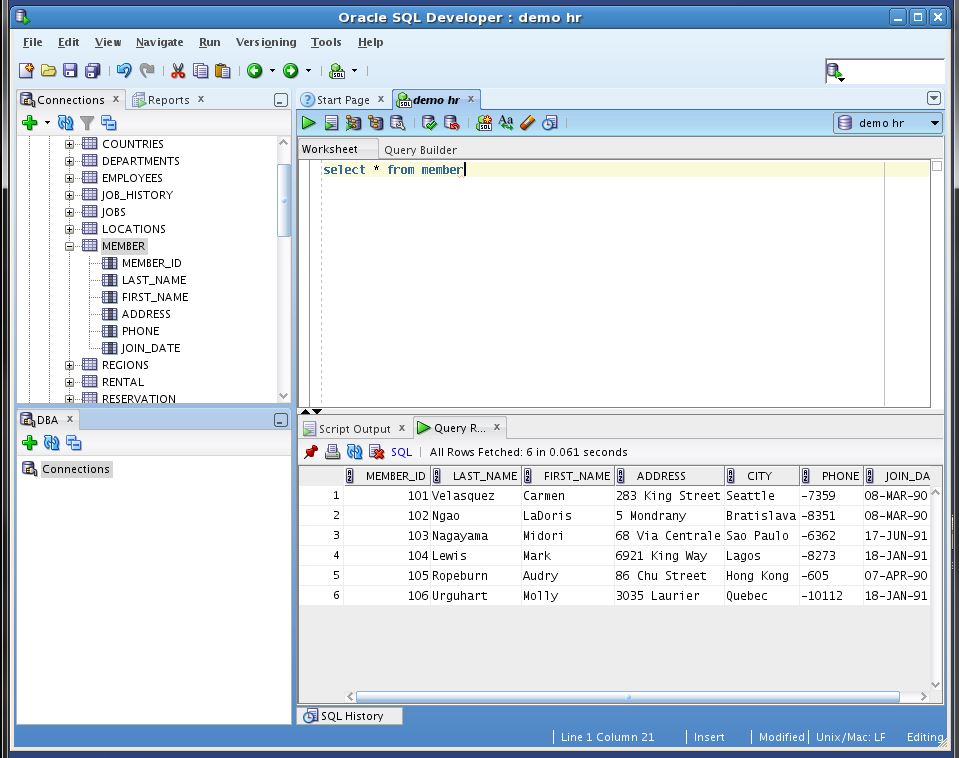 Oracle SQL Developer : demo hr
File Edit View Navigate Run Versioning Tools Help
Connections x Reports x
Start Page x demo hr x
demo hr
Worksheet Query Builder
select * from member
COUNTRIES
DEPARTMENTS
EMPLOYEES
JOB_HISTORY
JOBS
LOCATIONS
MEMBER
MEMBER_ID
LAST_NAME
FIRST_NAME
ADDRESS
PHONE
JOIN_DATE
REGIONS
RENTAL
RESERVATION
DBA x
Connections
Script Output x Query R... x
SQL All Rows Fetched: 6 in 0.061 seconds
MEMBER_ID LAST_NAME FIRST_NAME ADDRESS CITY PHONE JOIN_DA
1 101 Velasquez Carmen 283 King Street Seattle -7359 08-MAR-90
2 102 Ngao LaDoris 5 Mondrany Bratislava -8351 08-MAR-90
3 103 Nagayama Midori 68 Via Centrale Sao Paulo -6362 17-JUN-91
4 104 Lewis Mark 6921 King Way Lagos -8273 18-JAN-91
5 105 Ropeburn Audry 86 Chu Street Hong Kong -605 07-APR-90
6 106 Urguhart Molly 3035 Laurier Quebec -10112 18-JAN-91
SQL History
Line 1 Column 21 Insert Modified Unix/Mac: LF Editing